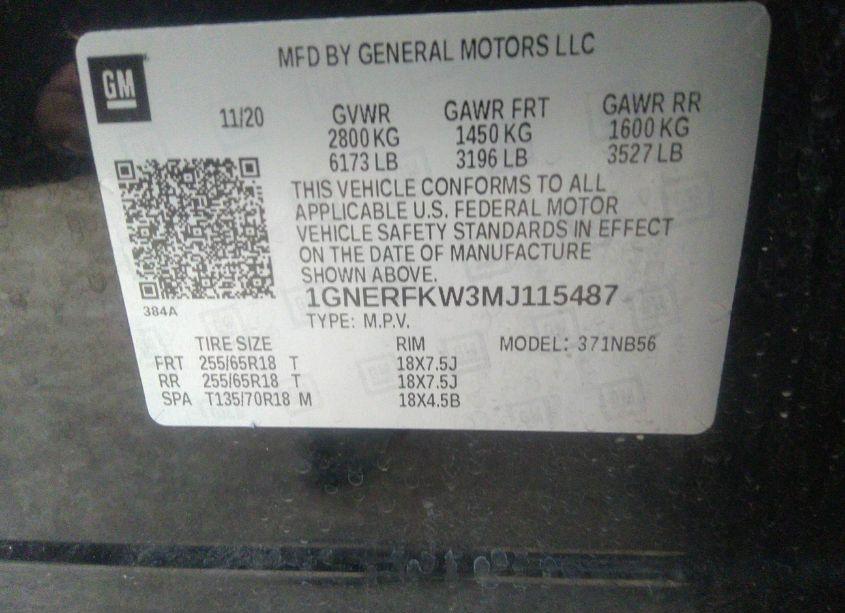 MFD BY GENERAL MOTORS LLC
GM
11/20 GVWR GAWR FRT GAWR RR
2800 KG 1450 KG 1600 KG
6173 LB 3196 LB 3527 LB
THIS VEHICLE CONFORMS TO ALL
APPLICABLE U.S. FEDERAL MOTOR
VEHICLE SAFETY STANDARDS IN EFFECT
ON THE DATE OF MANUFACTURE
SHOWN ABOVE.
1GNERFKW3MJ115487
384A
TYPE: M.P.V.
TIRE SIZE RIM MODEL: 371NB56
FRT 255/65R18 T 18X7.5J
RR 255/65R18 T 18X7.5J
SPA T135/70R18 M 18X4.5B